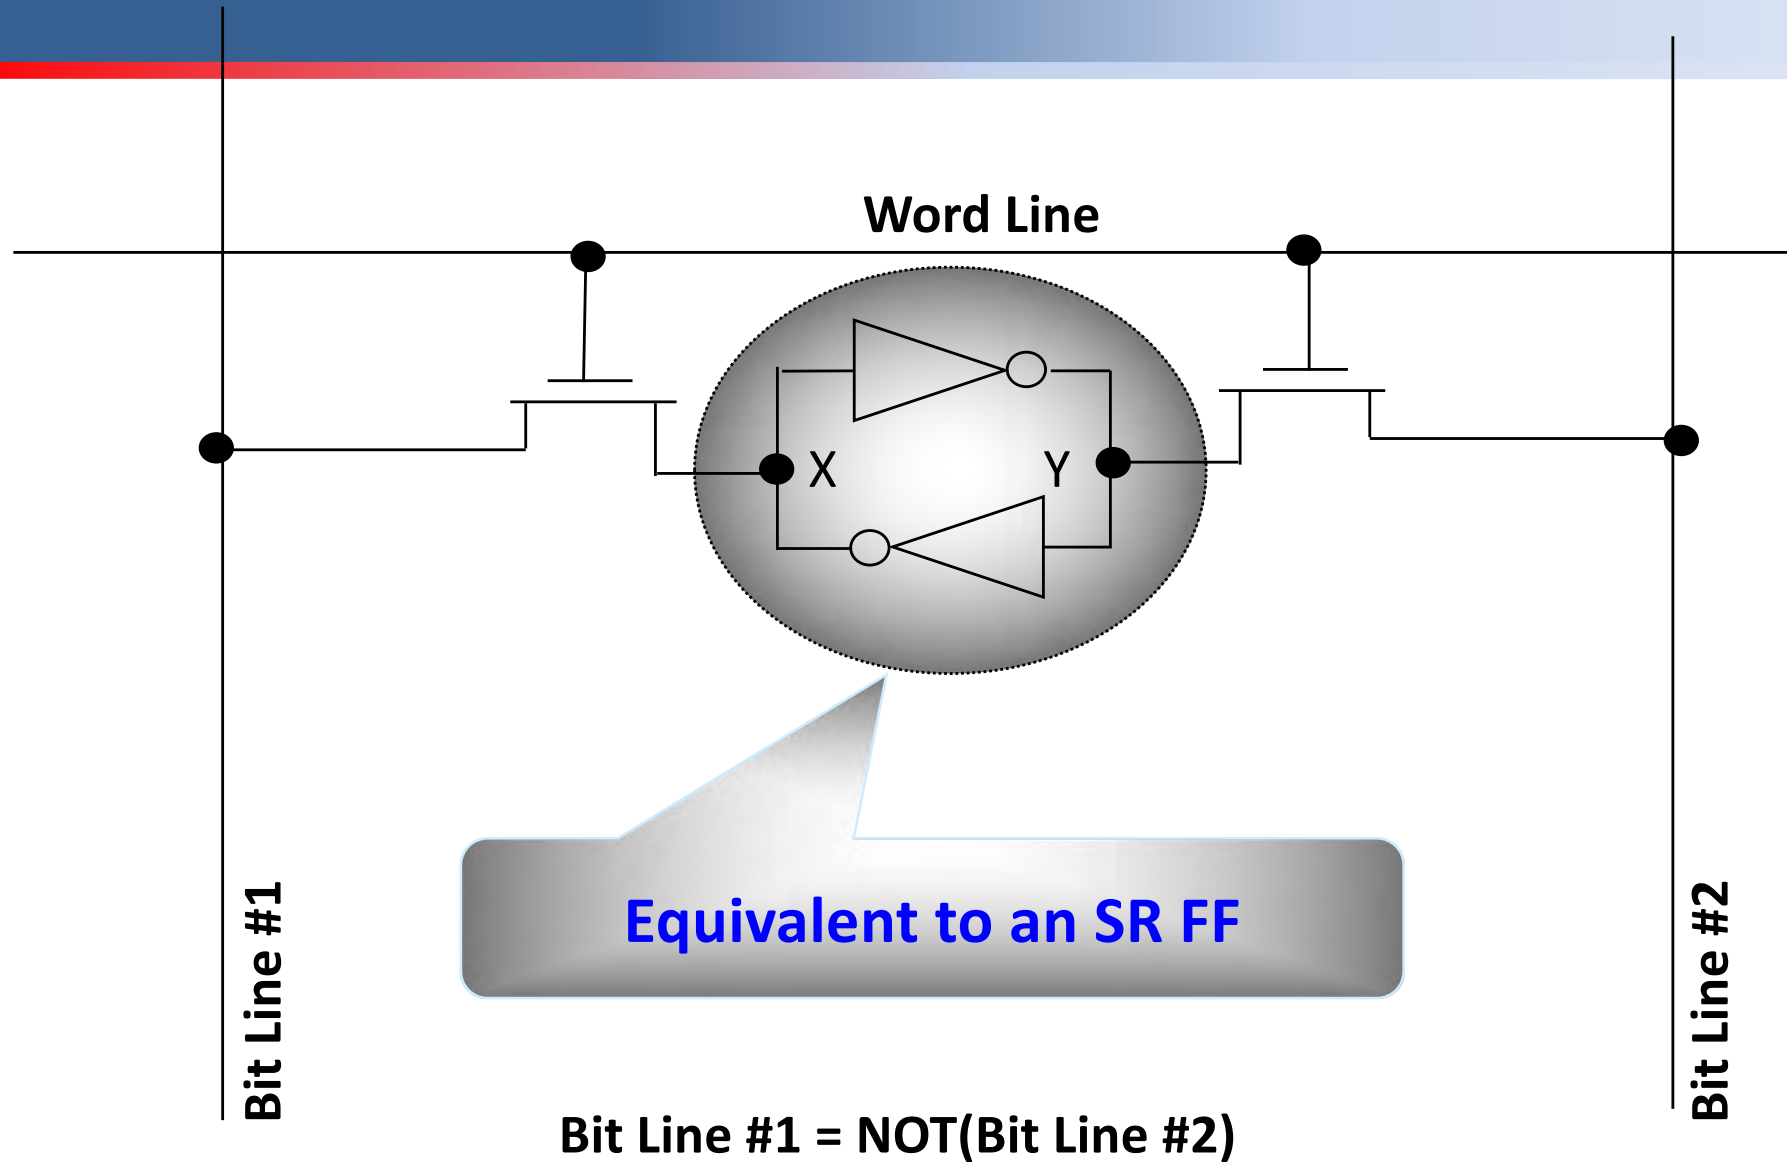 Word Line
X
Y
Equivalent to an SR FF
Bit Line #1
Bit Line #2
Bit Line #1 = NOT(Bit Line #2)